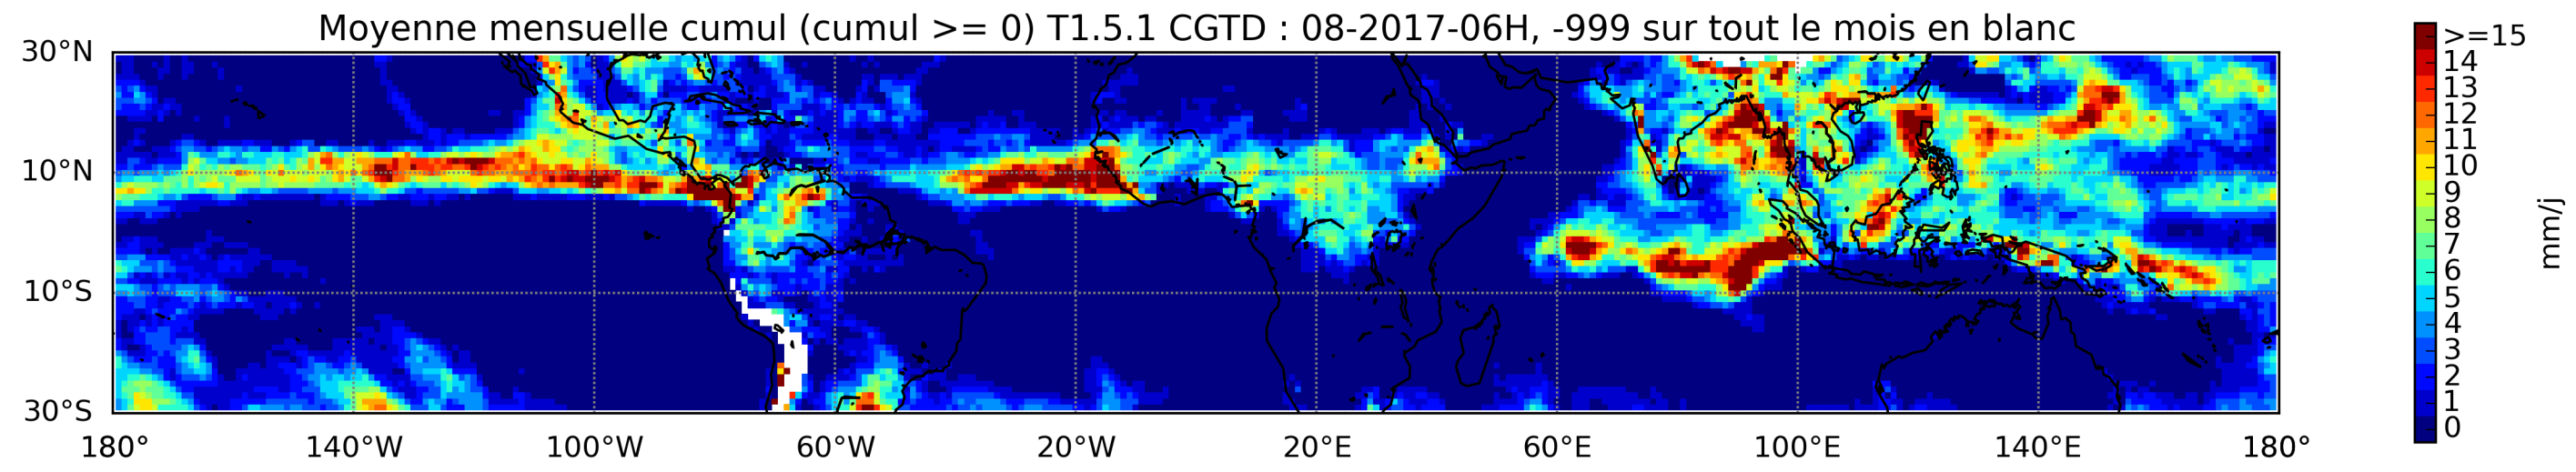 Moyenne mensuelle cumul (cumul >= 0) T1.5.1 CGTD : 08-2017-06H, -999 sur tout le mois en blanc
30°N
10°N
10°S
30°S
180° 140°W 100°W 60°W 20°W 20°E 60°E 100°E 140°E 180°
>=15
14
13
12
11
10
9
8
7
6
5
4
3
2
1
0
mm/j